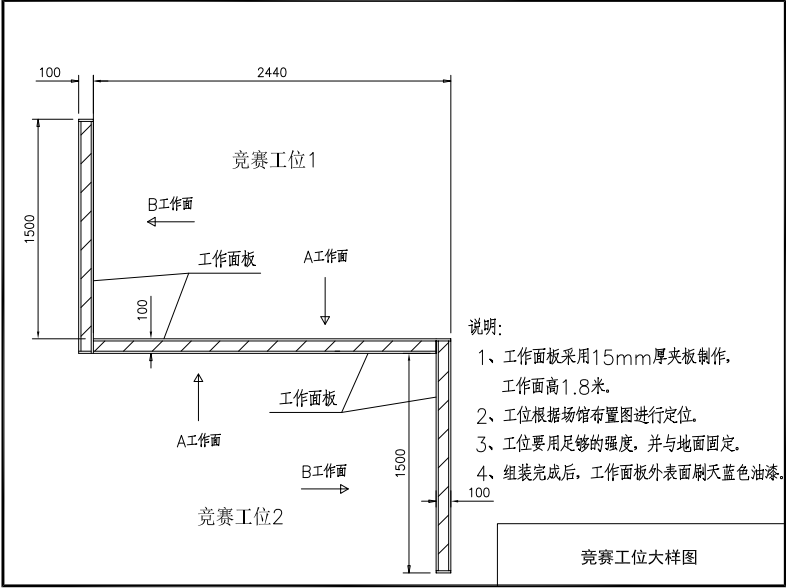 100
2440
竞赛工位1
B工作面
1500
工作面板
A工作面
100
说明:
1、工作面板采用15mm厚夹板制作,
工作面高1.8米。
工作面板
2、工位根据场馆布置图进行定位。
A工作面
3、工位要用足够的强度, 并与地面固定。
B工作面
1500
4、组装完成后, 工作面板外表面刷天蓝色油漆。
100
竞赛工位2
竞赛工位大样图